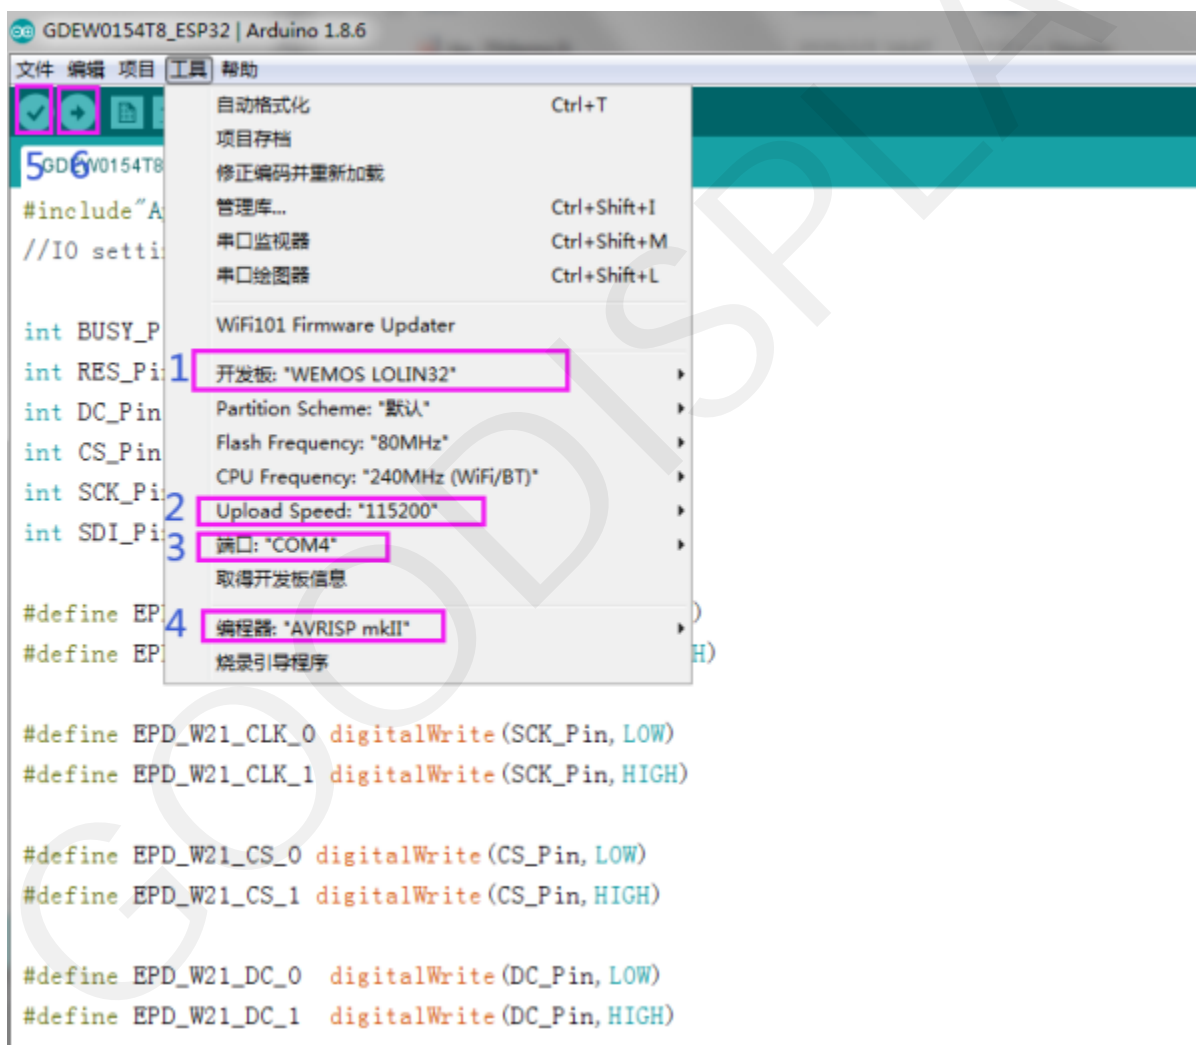 GDEW0154T8_ESP32 | Arduino 1.8.6
文件 编辑 项目 工具 帮助
5 6
GDEW0154T8
自动格式化 Ctrl+T
项目存档
修正编码并重新加载
管理库... Ctrl+Shift+I
串口监视器 Ctrl+Shift+M
串口绘图器 Ctrl+Shift+L
WiFi101 Firmware Updater
1 开发板: "WEMOS LOLIN32"
Partition Scheme: "默认"
Flash Frequency: "80MHz"
CPU Frequency: "240MHz (WiFi/BT)"
2 Upload Speed: "115200"
3 端口: "COM4"
取得开发板信息
4 编程器: "AVRISP mkII"
烧录引导程序
#include"A
//IO setti
int BUSY_P
int RES_Pi
int DC_Pin
int CS_Pin
int SCK_Pi
int SDI_Pi
#define EP )
#define EP H)
#define EPD_W21_CLK_0 digitalWrite(SCK_Pin,LOW)
#define EPD_W21_CLK_1 digitalWrite(SCK_Pin,HIGH)
#define EPD_W21_CS_0 digitalWrite(CS_Pin,LOW)
#define EPD_W21_CS_1 digitalWrite(CS_Pin,HIGH)
#define EPD_W21_DC_0 digitalWrite(DC_Pin,LOW)
#define EPD_W21_DC_1 digitalWrite(DC_Pin,HIGH)
GOODISPLA